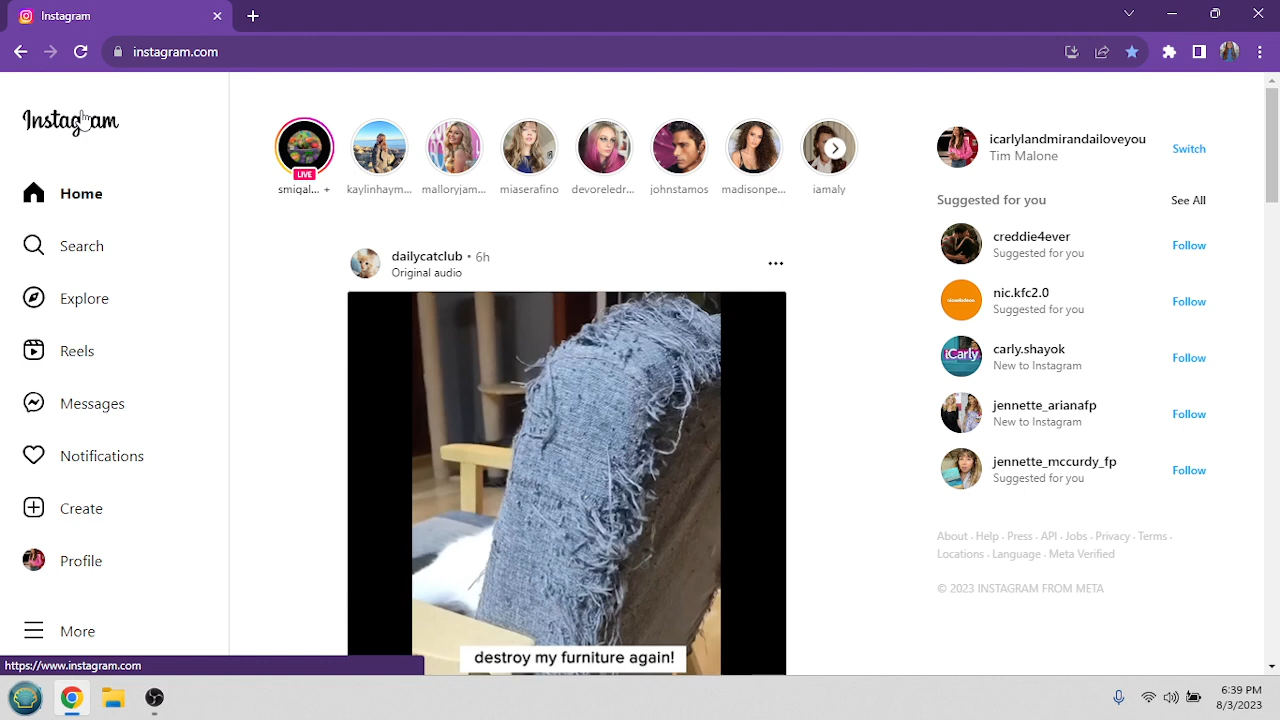 Instagram
instagram.com
Instagram
Home
Search
Explore
Reels
Messages
Notifications
Create
Profile
More
https://www.instagram.com
LIVE
smigal... +
kaylinhaym...
malloryjam...
miaserafino
devoreledr...
johnstamos
madisonpe...
iamaly
dailycatclub • 6h
Original audio
destroy my furniture again!
icarlylandmirandailoveyou
Tim Malone
Switch
Suggested for you
See All
creddie4ever
Suggested for you
Follow
nickelodeon
nic.kfc2.0
Suggested for you
Follow
iCarly
carly.shayok
New to Instagram
Follow
jennette_arianafp
New to Instagram
Follow
jennette_mccurdy_fp
Suggested for you
Follow
About · Help · Press · API · Jobs · Privacy · Terms ·
Locations · Language · Meta Verified
© 2023 INSTAGRAM FROM META
6:39 PM
8/3/2023